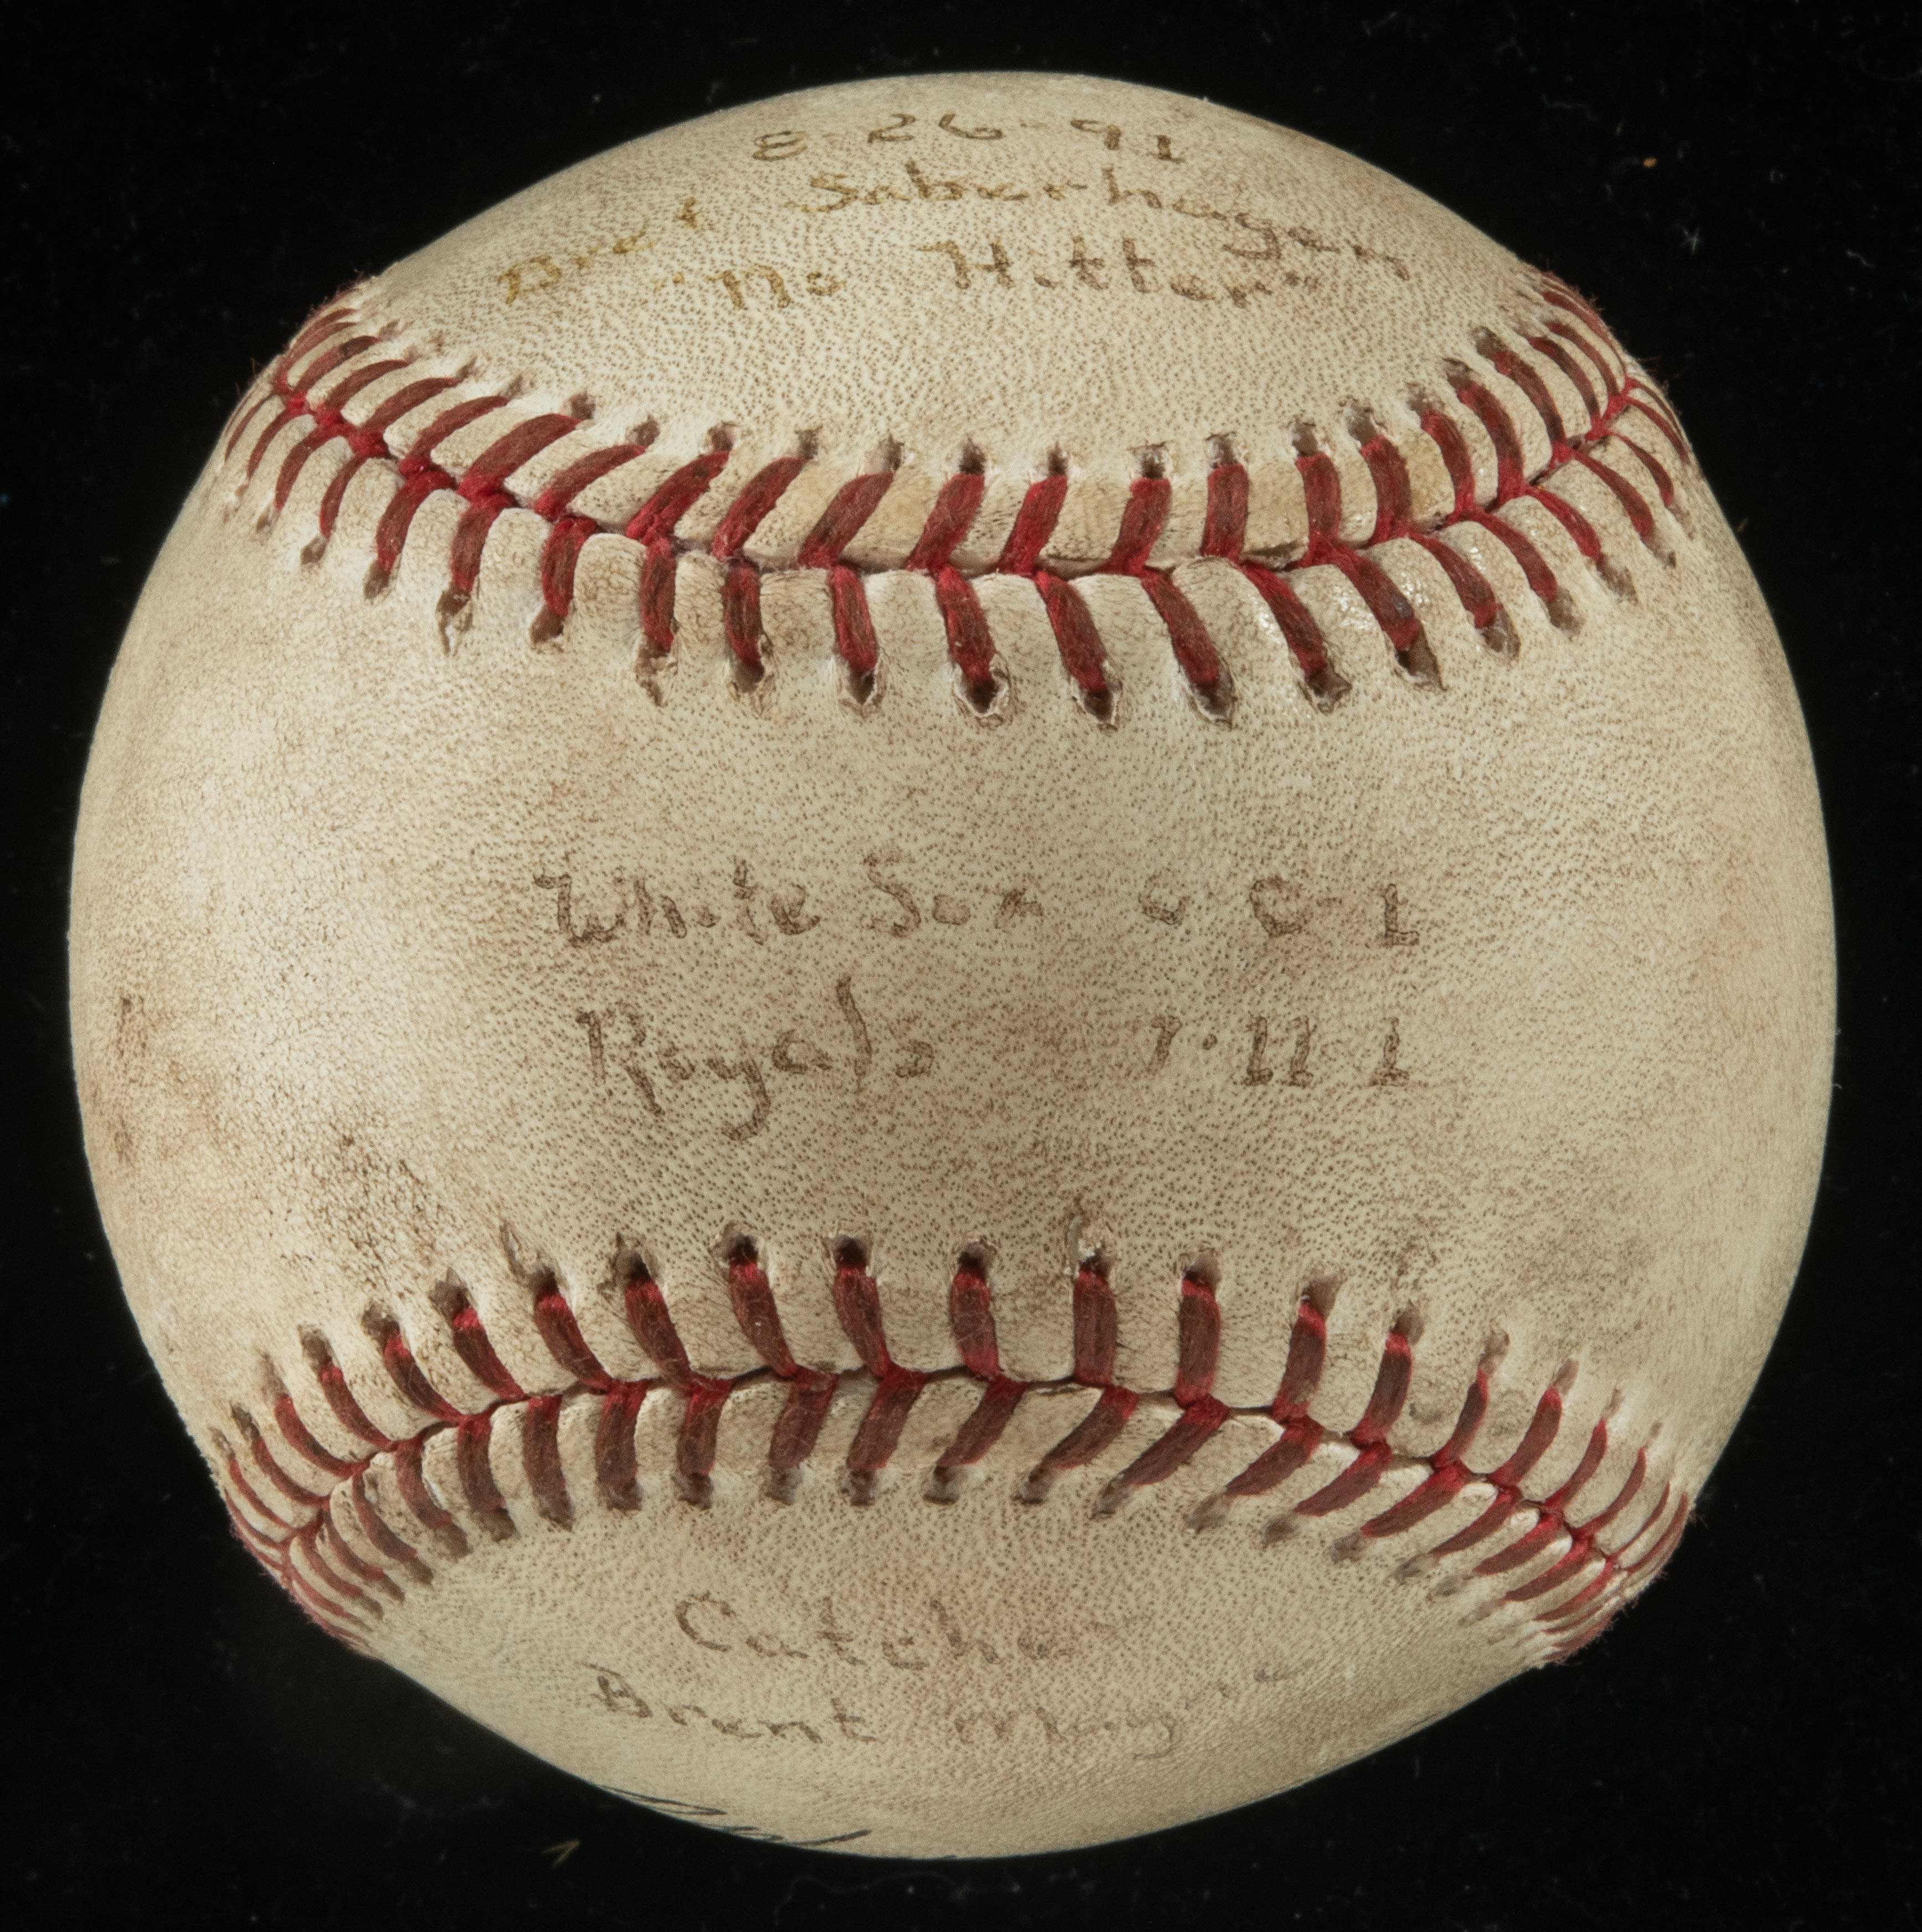 8-26-91
Bret Saberhagen
"No Hitter"
White Sox 0 0-1
Royals 7-11 1
Catcher
Brent Mayne